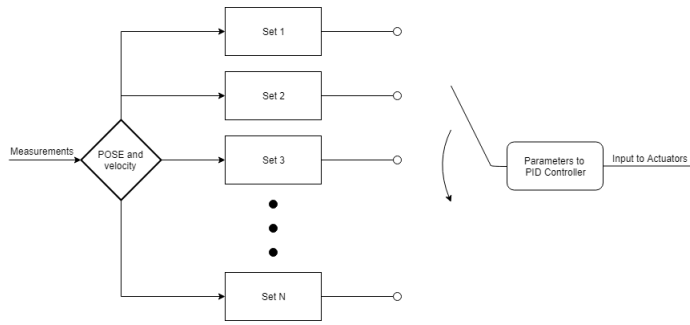 Set 1
Set 2
Measurements
POSE and
velocity
Set 3
Parameters to
PID Controller
Input to Actuators
Set N